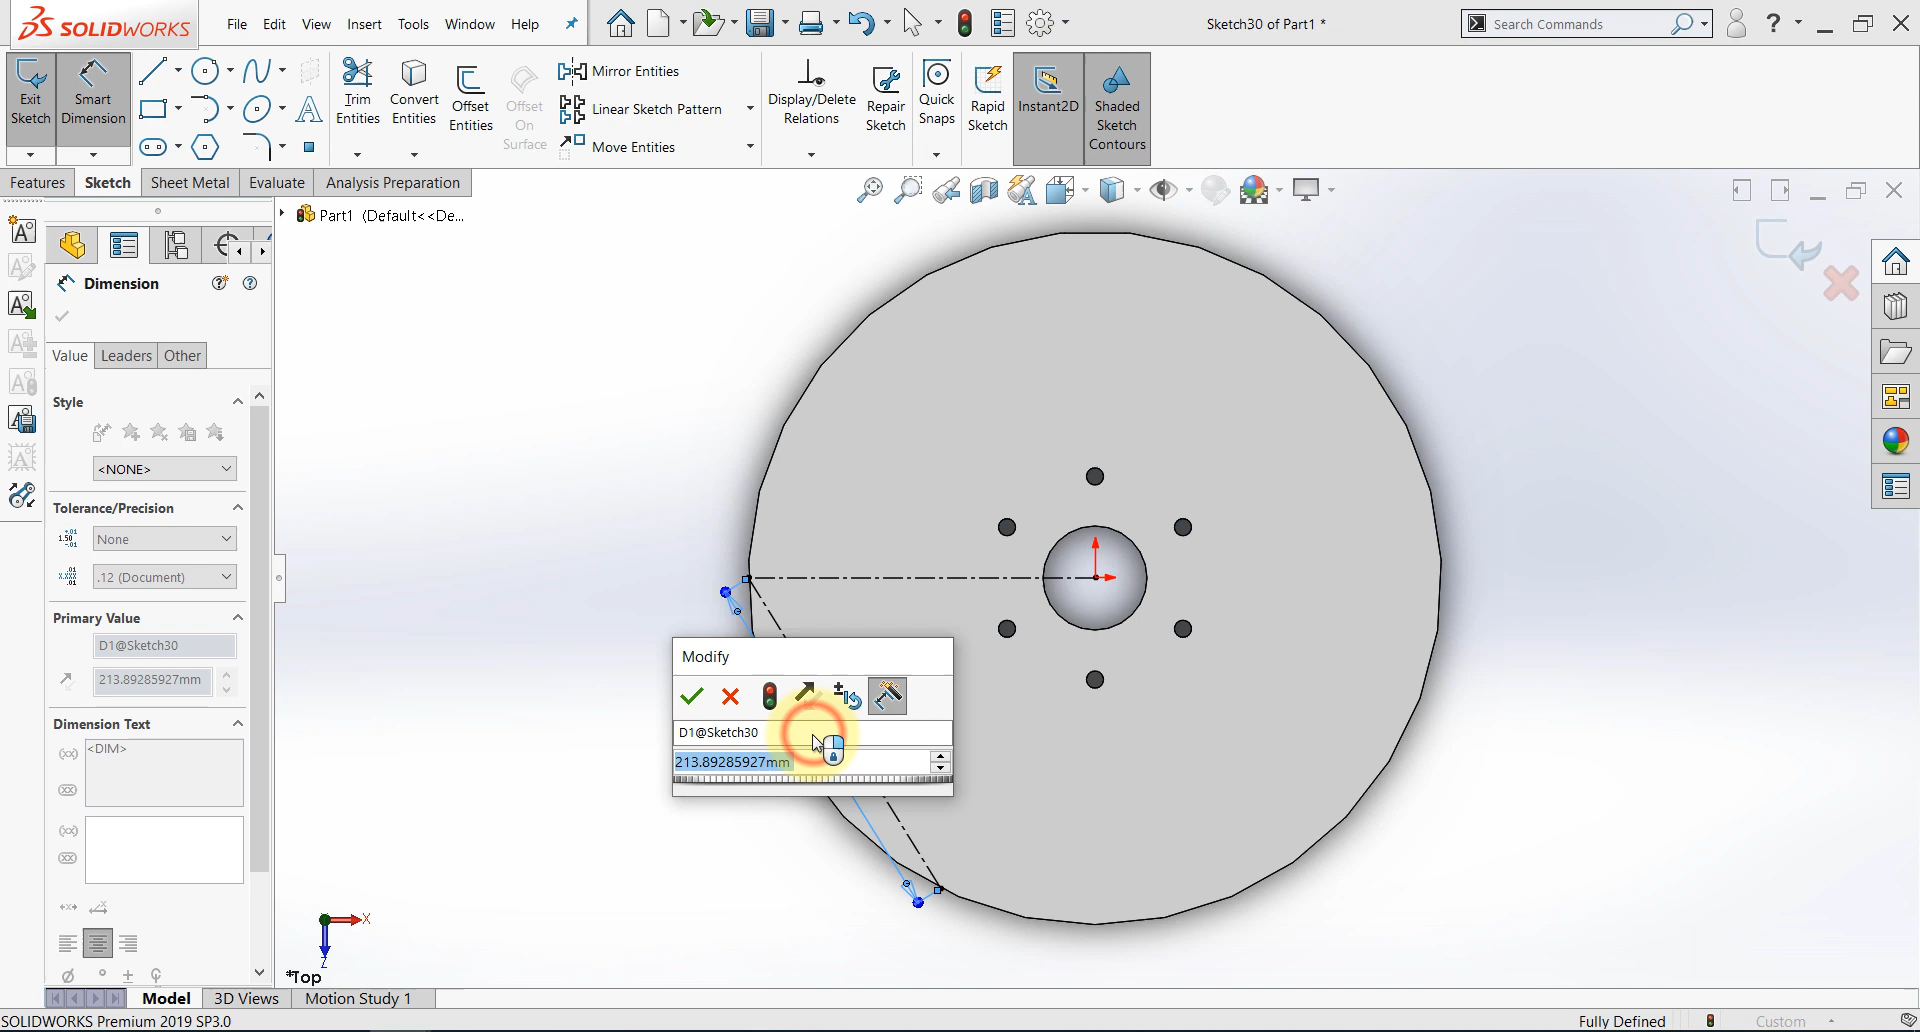 SOLIDWORKS
File Edit View Insert Tools Window Help
Sketch30 of Part1 *
Search Commands
Exit Sketch
Smart Dimension
Trim Entities
Convert Entities
Offset Entities
Offset On Surface
Mirror Entities
Linear Sketch Pattern
Move Entities
Display/Delete Relations
Repair Sketch
Quick Snaps
Rapid Sketch
Instant2D
Shaded Sketch Contours
Features Sketch Sheet Metal Evaluate Analysis Preparation
Part1 (Default<<De...
Dimension
Value Leaders Other
Style
<NONE>
Tolerance/Precision
None
.12 (Document)
Primary Value
D1@Sketch30
213.89285927mm
Dimension Text
<DIM>
Modify
D1@Sketch30
213.89285927mm
X
Z
*Top
Model 3D Views Motion Study 1
SOLIDWORKS Premium 2019 SP3.0
Fully Defined
Custom